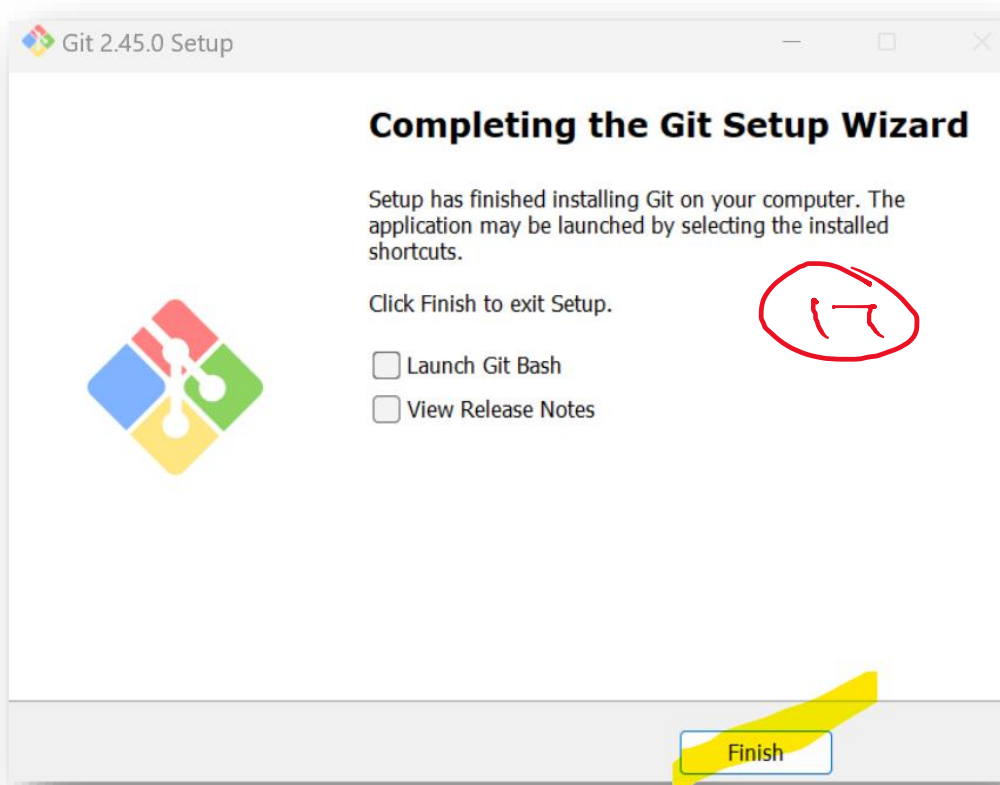 Git 2.45.0 Setup
Completing the Git Setup Wizard
Setup has finished installing Git on your computer. The
application may be launched by selecting the installed
shortcuts.
Click Finish to exit Setup.
Launch Git Bash
View Release Notes
Finish